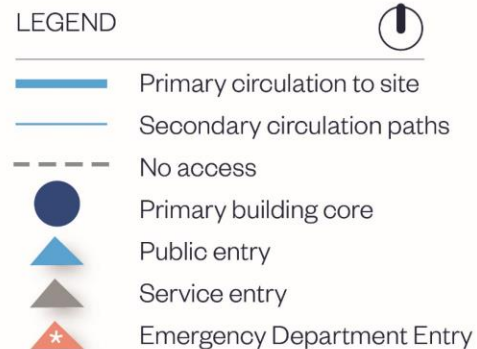 LEGEND
Primary circulation to site
Secondary circulation paths
No access
Primary building core
Public entry
Service entry
*
Emergency Department Entry